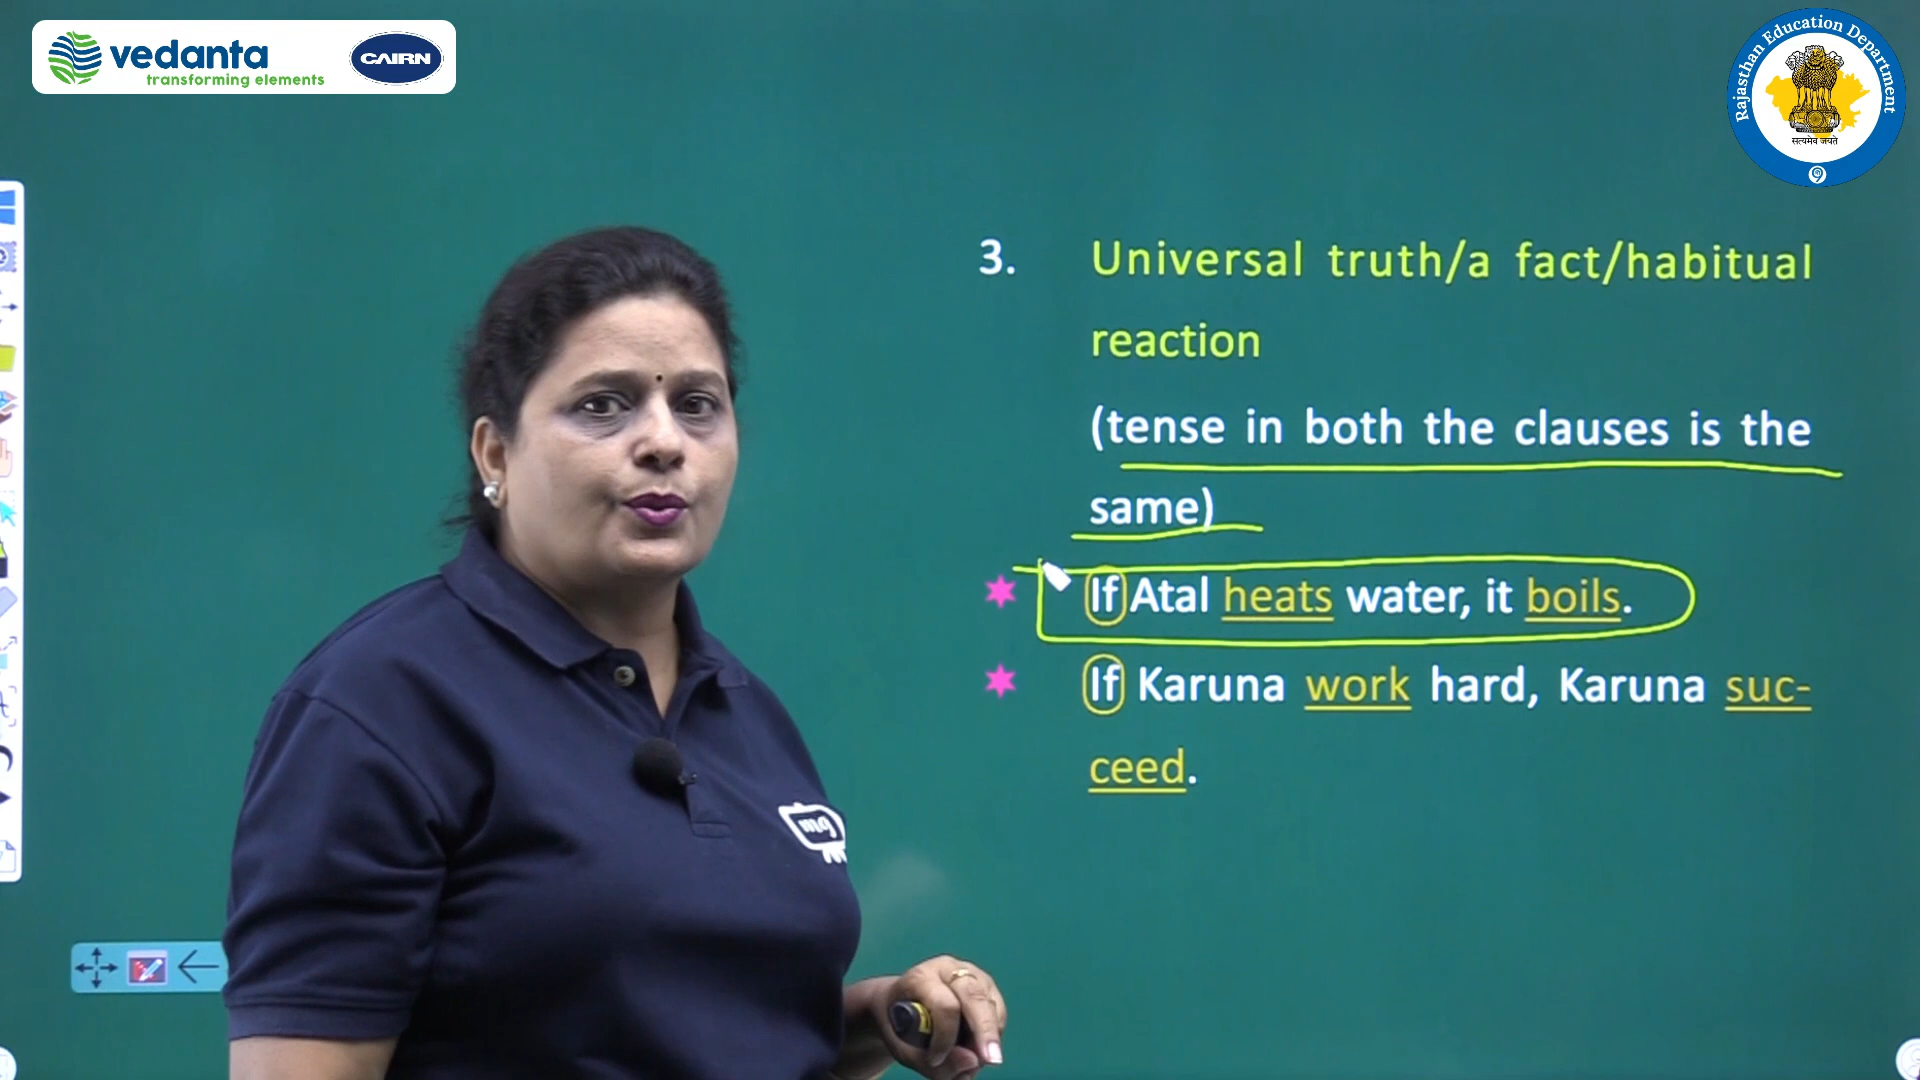 vedanta
transforming elements
CAIRN
Rajasthan Education Department
सत्यमेव जयते
3. Universal truth/a fact/habitual
reaction
(tense in both the clauses is the
same)
If Atal heats water, it boils.
If Karuna work hard, Karuna suc-
ceed.
mg